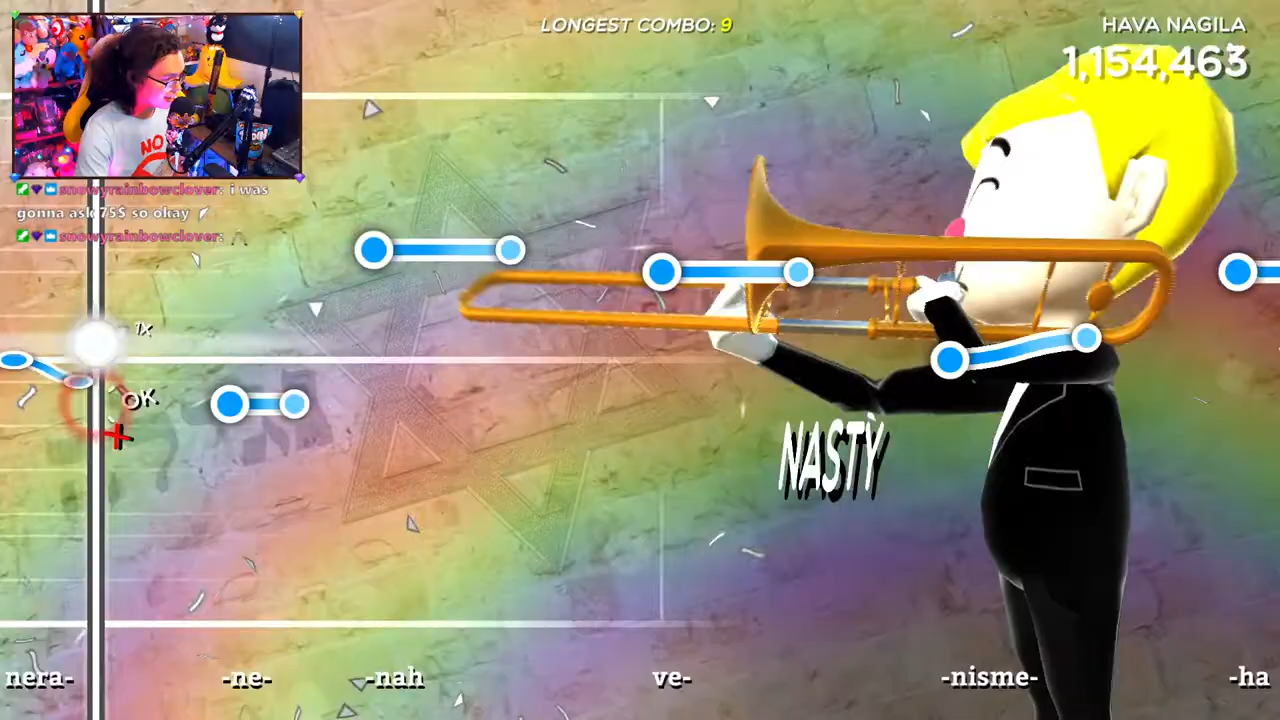 LONGEST COMBO: 9
HAVA NAGILA
1,154,463
NO
snowyrainbowclover: i was
gonna ask 75$ so okay
snowyrainbowclover:
1x
OK
NASTY
nera- -ne- -nah ve- -nisme- -ha